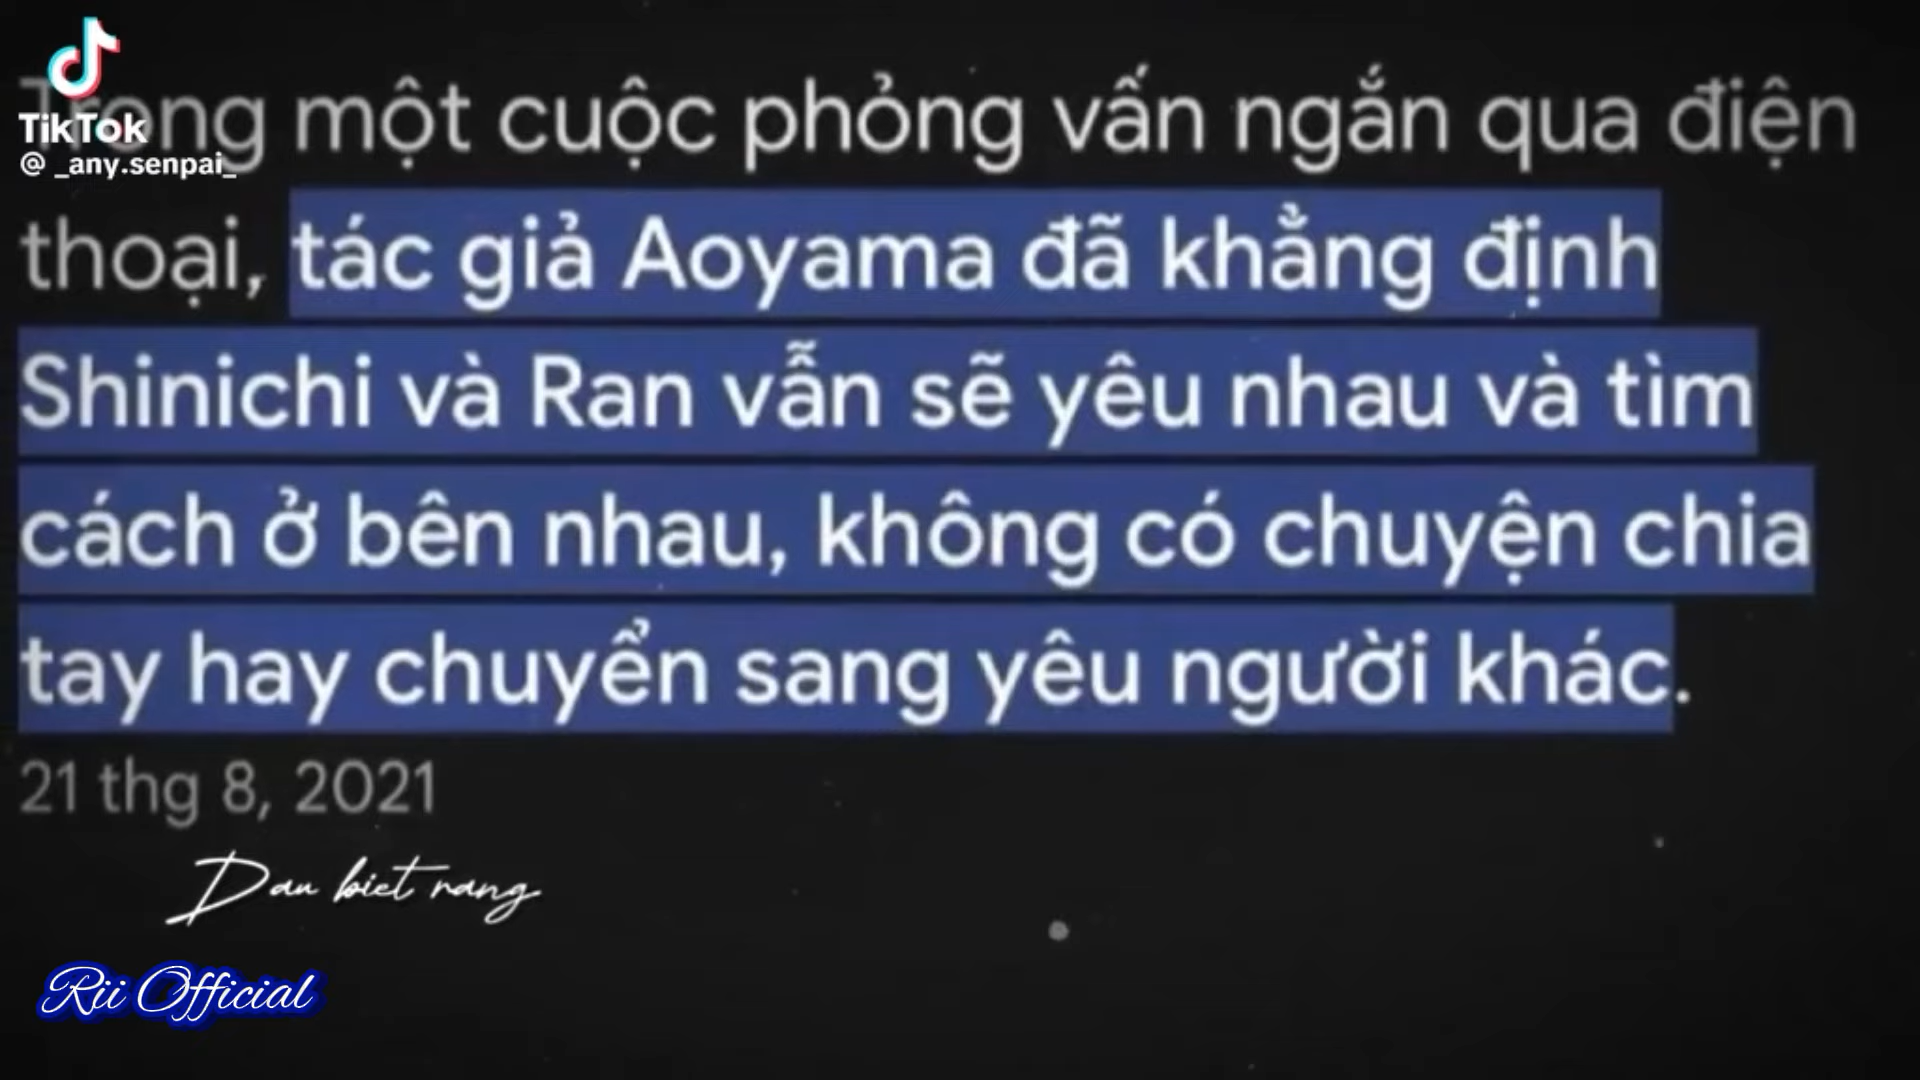 TikTok
@ _any.senpai_
Trong một cuộc phỏng vấn ngắn qua điện
thoại, tác giả Aoyama đã khẳng định
Shinichi và Ran vẫn sẽ yêu nhau và tìm
cách ở bên nhau, không có chuyện chia
tay hay chuyển sang yêu người khác.
21 thg 8, 2021
Dau biet rang
Rii Official